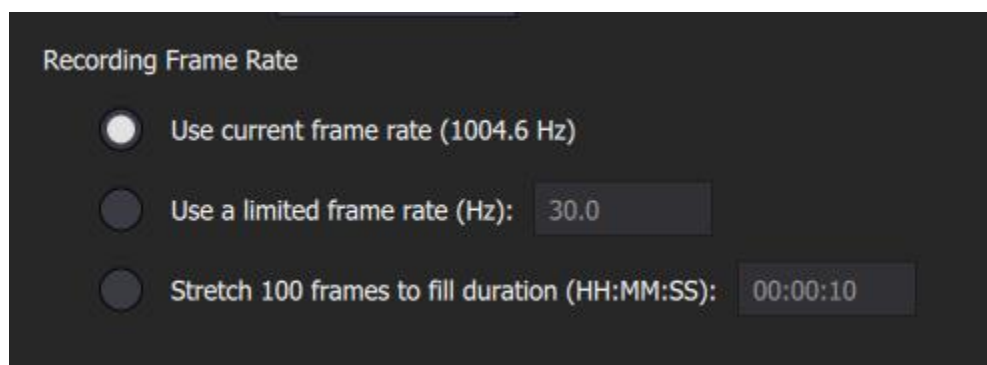 Recording Frame Rate
Use current frame rate (1004.6 Hz)
Use a limited frame rate (Hz): 30.0
Stretch 100 frames to fill duration (HH:MM:SS): 00:00:10